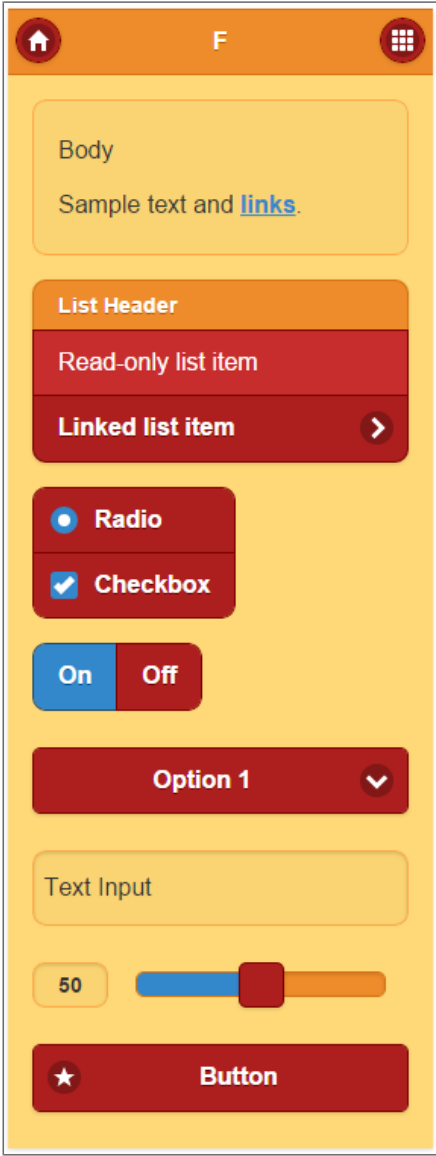 F
Body
Sample text and links.
List Header
Read-only list item
Linked list item
Radio
Checkbox
On Off
Option 1
Text Input
50
Button